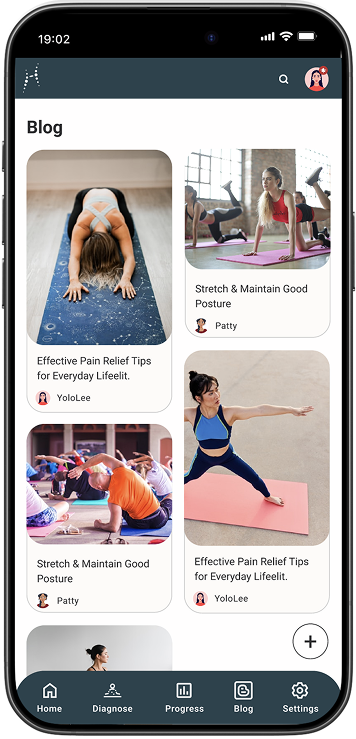 19:02
Blog
Effective Pain Relief Tips
for Everyday Lifeelit.
YoloLee
Stretch & Maintain Good
Posture
Patty
Stretch & Maintain Good
Posture
Patty
Effective Pain Relief Tips
for Everyday Lifeelit.
YoloLee
+
Home
Diagnose
Progress
Blog
Settings